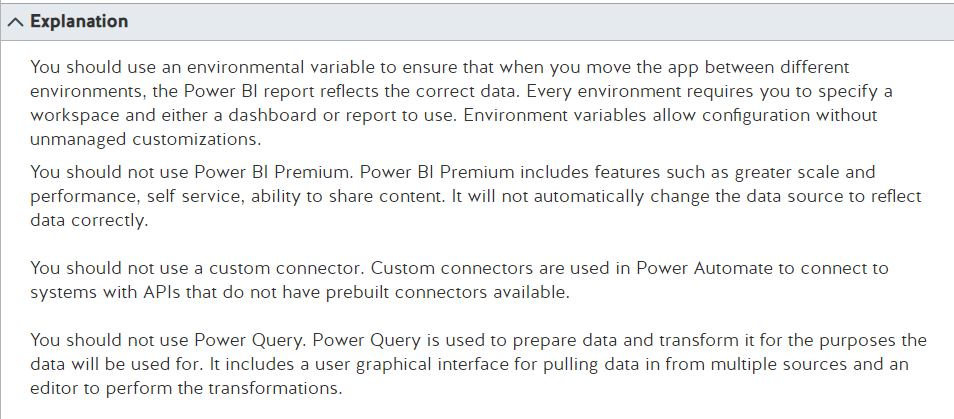 Explanation
You should use an environmental variable to ensure that when you move the app between different
environments, the Power BI report reflects the correct data. Every environment requires you to specify a
workspace and either a dashboard or report to use. Environment variables allow configuration without
unmanaged customizations.
You should not use Power BI Premium. Power BI Premium includes features such as greater scale and
performance, self service, ability to share content. It will not automatically change the data source to reflect
data correctly.
You should not use a custom connector. Custom connectors are used in Power Automate to connect to
systems with APIs that do not have prebuilt connectors available.
You should not use Power Query. Power Query is used to prepare data and transform it for the purposes the
data will be used for. It includes a user graphical interface for pulling data in from multiple sources and an
editor to perform the transformations.